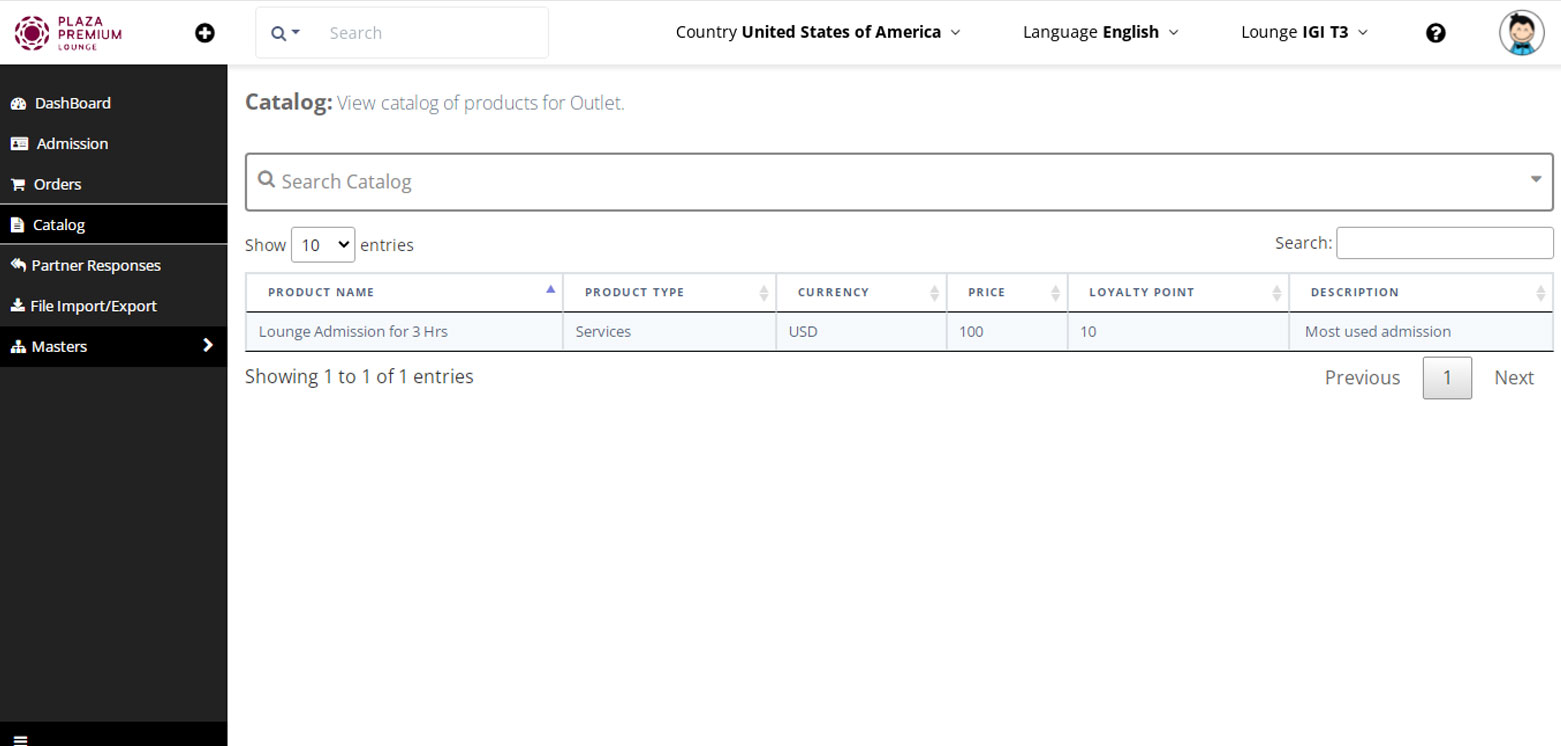 PLAZA
PREMIUM
LOUNGE
Search
Country United States of America
Language English
Lounge IGI T3
DashBoard
Admission
Orders
Catalog
Partner Responses
File Import/Export
Masters
Catalog: View catalog of products for Outlet.
Search Catalog
Show 10 entries
Search:
PRODUCT NAME PRODUCT TYPE CURRENCY PRICE LOYALTY POINT DESCRIPTION
Lounge Admission for 3 Hrs Services USD 100 10 Most used admission
Showing 1 to 1 of 1 entries
Previous 1 Next